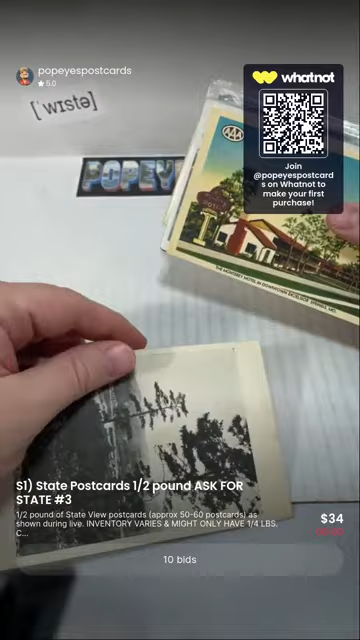 popeyespostcards
★ 5.0
['wɪstə]
POPEY
whatnot
Join
@popeyespostcard
s on Whatnot to
make your first
purchase!
AAA
S1) State Postcards 1/2 pound ASK FOR
STATE #3
1/2 pound of State View postcards (approx 50-60 postcards) as
shown during live. INVENTORY VARIES & MIGHT ONLY HAVE 1/4 LBS,
C...
$34
10 bids